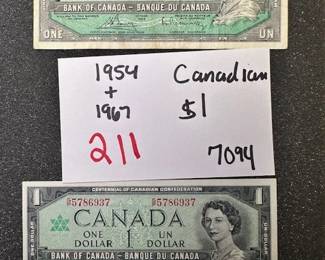 BANK OF CANADA - BANQUE DU CANADA
ONE UN
1954 Canadian
+ $1
1967
211 7094
CENTENNIAL OF CANADIAN CONFEDERATION
5786937 5786937
CANADA
ONE 1 UN
DOLLAR DOLLAR
BANK OF CANADA - BANQUE DU CANADA